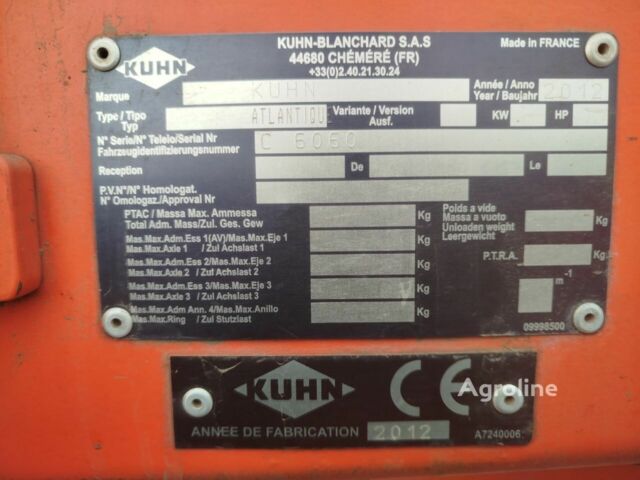 KUHN
KUHN-BLANCHARD S.A.S
44680 CHÉMÉRÉ (FR)
+33(0)2.40.21.30.24
Made in FRANCE
Marque KUHN Année / Anno
Year / Baujahr 2012
Type / Tipo
Typ ATLANTIQUE Variante / Version
Ausf. KW HP
N° Serie/N° Telaio/Serial Nr
Fahrzeugidentifizierungsnummer C 6060
Reception De Le
P.V.N°/N° Homologat.
N° Omologaz./Approval Nr
PTAC / Massa Max. Ammessa
Total Adm. Mass/Zul. Ges. Gew Kg
Mas.Max.Adm.Ess 1(AV)/Mas.Max.Eje 1
Mas.Max.Axle 1 / Zul Achslast 1 Kg
Mas.Max.Adm.Ess 2/Mas.Max.Eje 2
Mas.Max.Axle 2 / Zul Achslast 2 Kg
Mas.Max.Adm.Ess 3/Mas.Max.Eje 3
Mas.Max.Axle 3 / Zul Achslast 3 Kg
Mas.Max.Adm Ann. 4/Mas.Max.Anillo
Mas.Max.Ring / Zul Stutzlast Kg
Poids a vide
Massa a vuoto
Unloaden weight
Leergewicht Kg
P.T.R.A. Kg
m-1
09998500
KUHN CE
ANNEE DE FABRICATION 2012 A7240006
Agroline